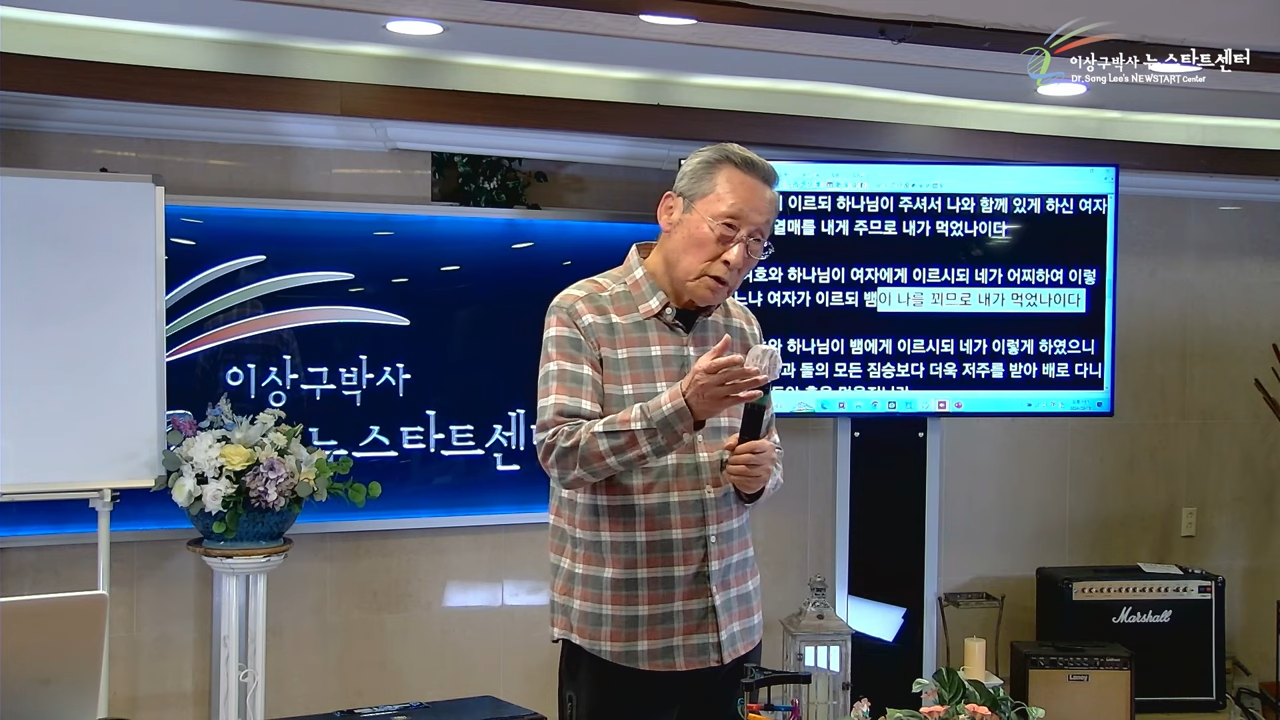 이상구박사 뉴스타트센터
Dr. Sang Lee's NEWSTART Center
이르되 하나님이 주셔서 나와 함께 있게 하신 여자
열매를 내게 주므로 내가 먹었나이다
하나님이 여자에게 이르시되 네가 어찌하여 이렇
느냐 여자가 이르되 뱀이 나를 꾀므로 내가 먹었나이다
하나님이 뱀에게 이르시되 네가 이렇게 하였으니
과 들의 모든 짐승보다 더욱 저주를 받아 배로 다니
이상구박사
뉴스타트센
Marshall
Laney